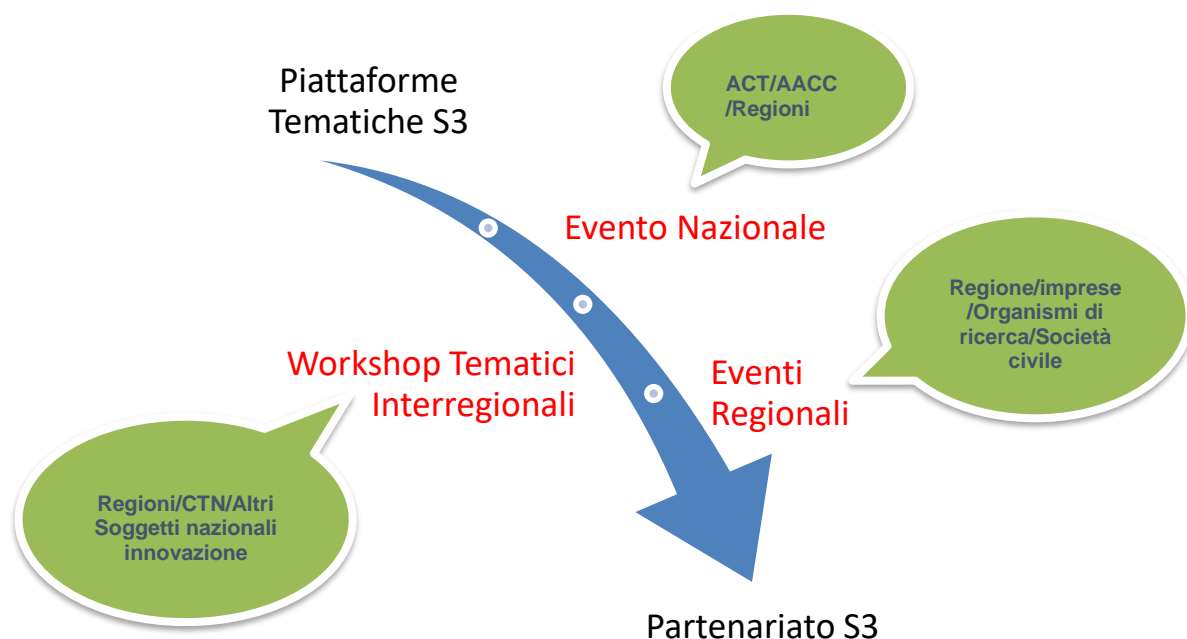 Piattaforme
Tematiche S3
ACT/AACC
/Regioni
Evento Nazionale
Regione/imprese
/Organismi di
ricerca/Società
civile
Workshop Tematici
Interregionali
Eventi
Regionali
Regioni/CTN/Altri
Soggetti nazionali
innovazione
Partenariato S3